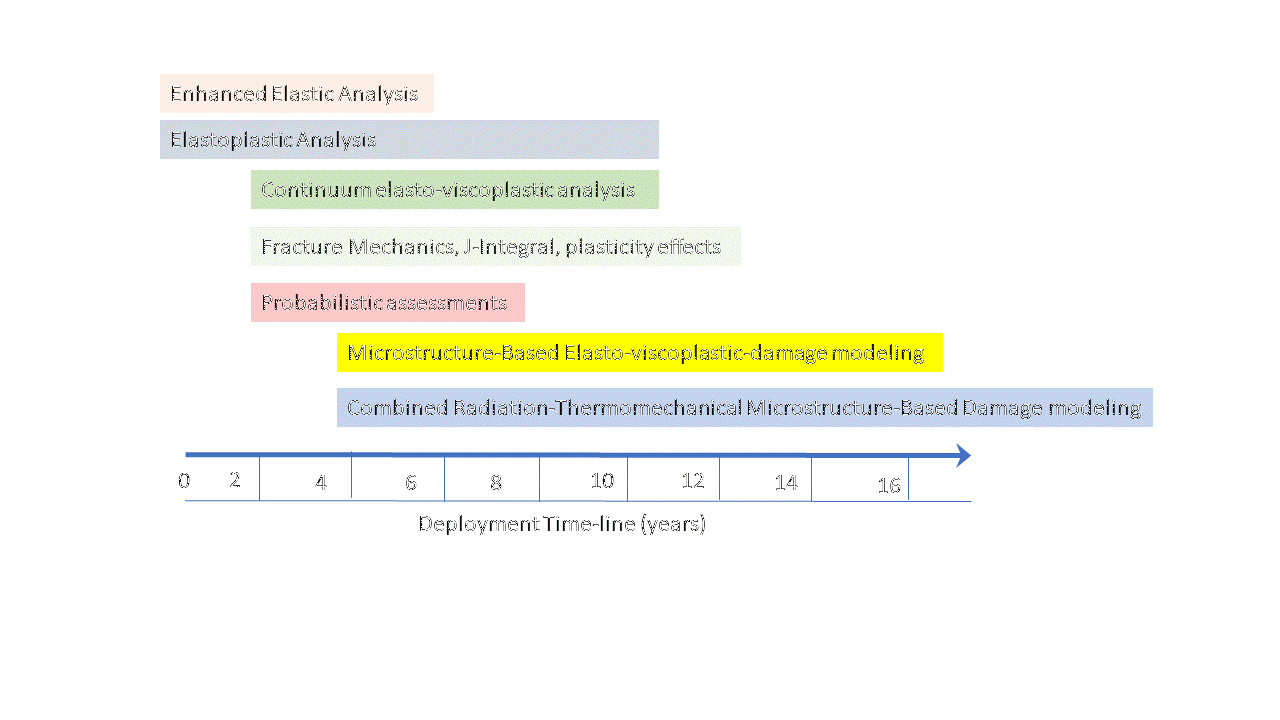 Enhanced Elastic Analysis
Elastoplastic Analysis
Continuum elasto-viscoplastic analysis
Fracture Mechanics, J-Integral, plasticity effects
Probabilistic assessments
Microstructure-Based Elasto-viscoplastic-damage modeling
Combined Radiation-Thermomechanical Microstructure-Based Damage modeling
0 2 4 6 8 10 12 14 16
Deployment Time-line (years)